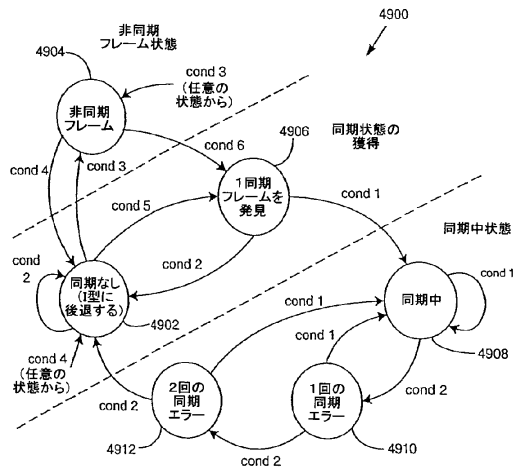 非同期
フレーム状態
4900
4904
cond 3
(任意の
状態から)
非同期
フレーム
同期状態の
獲得
4906
cond 6
cond 4
cond 3
1同期
フレームを
発見
cond 5
cond 1
同期中状態
cond 2
cond
2
同期なし
(I型に
後退する)
cond 1
同期中
cond 1
4902
cond 1
4908
cond 4
(任意の
状態から)
cond 2
2回の
同期
エラー
1回の
同期
エラー
cond 2
4912
cond 2
4910